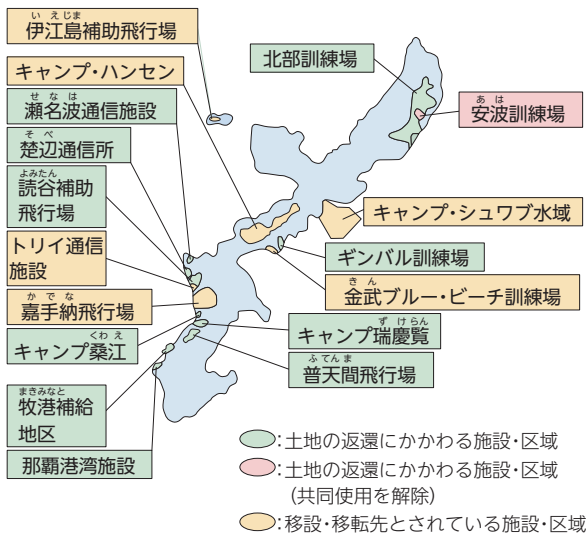 いえじま
伊江島補助飛行場
キャンプ・ハンセン
せなは
瀬名波通信施設
そべ
楚辺通信所
よみたん
読谷補助
飛行場
トリイ通信
施設
かでな
嘉手納飛行場
くわえ
キャンプ桑江
まきみなと
牧港補給
地区
那覇港湾施設
北部訓練場
あは
安波訓練場
キャンプ・シュワブ水域
ギンバル訓練場
きん
金武ブルー・ビーチ訓練場
ずけらん
キャンプ瑞慶覧
ふてんま
普天間飛行場
:土地の返還にかかわる施設・区域
:土地の返還にかかわる施設・区域
(共同使用を解除)
:移設・移転先とされている施設・区域